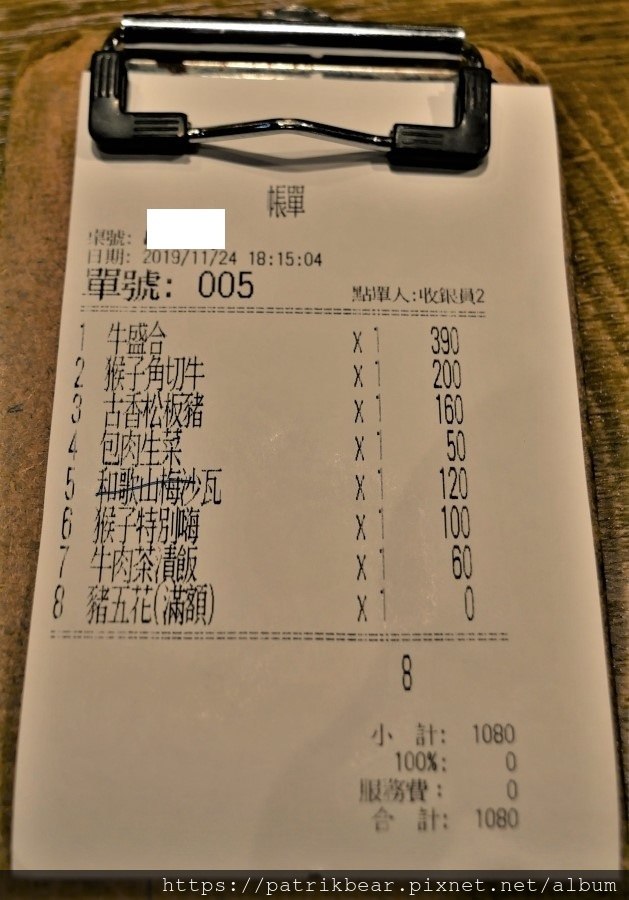 帳單
桌號:
日期: 2019/11/24 18:15:04
單號: 005 點單人:收銀員2
1 牛盛合 x 1 390
2 猴子角切牛 x 1 200
3 古香松板豬 x 1 160
4 包肉生菜 x 1 50
5 和歌山梅沙瓦 x 1 120
6 猴子特別嗨 x 1 100
7 牛肉茶漬飯 x 1 60
8 豬五花(滿額) x 1 0
8
小 計: 1080
100%: 0
服務費: 0
合 計: 1080
https://patrikbear.pixnet.net/album